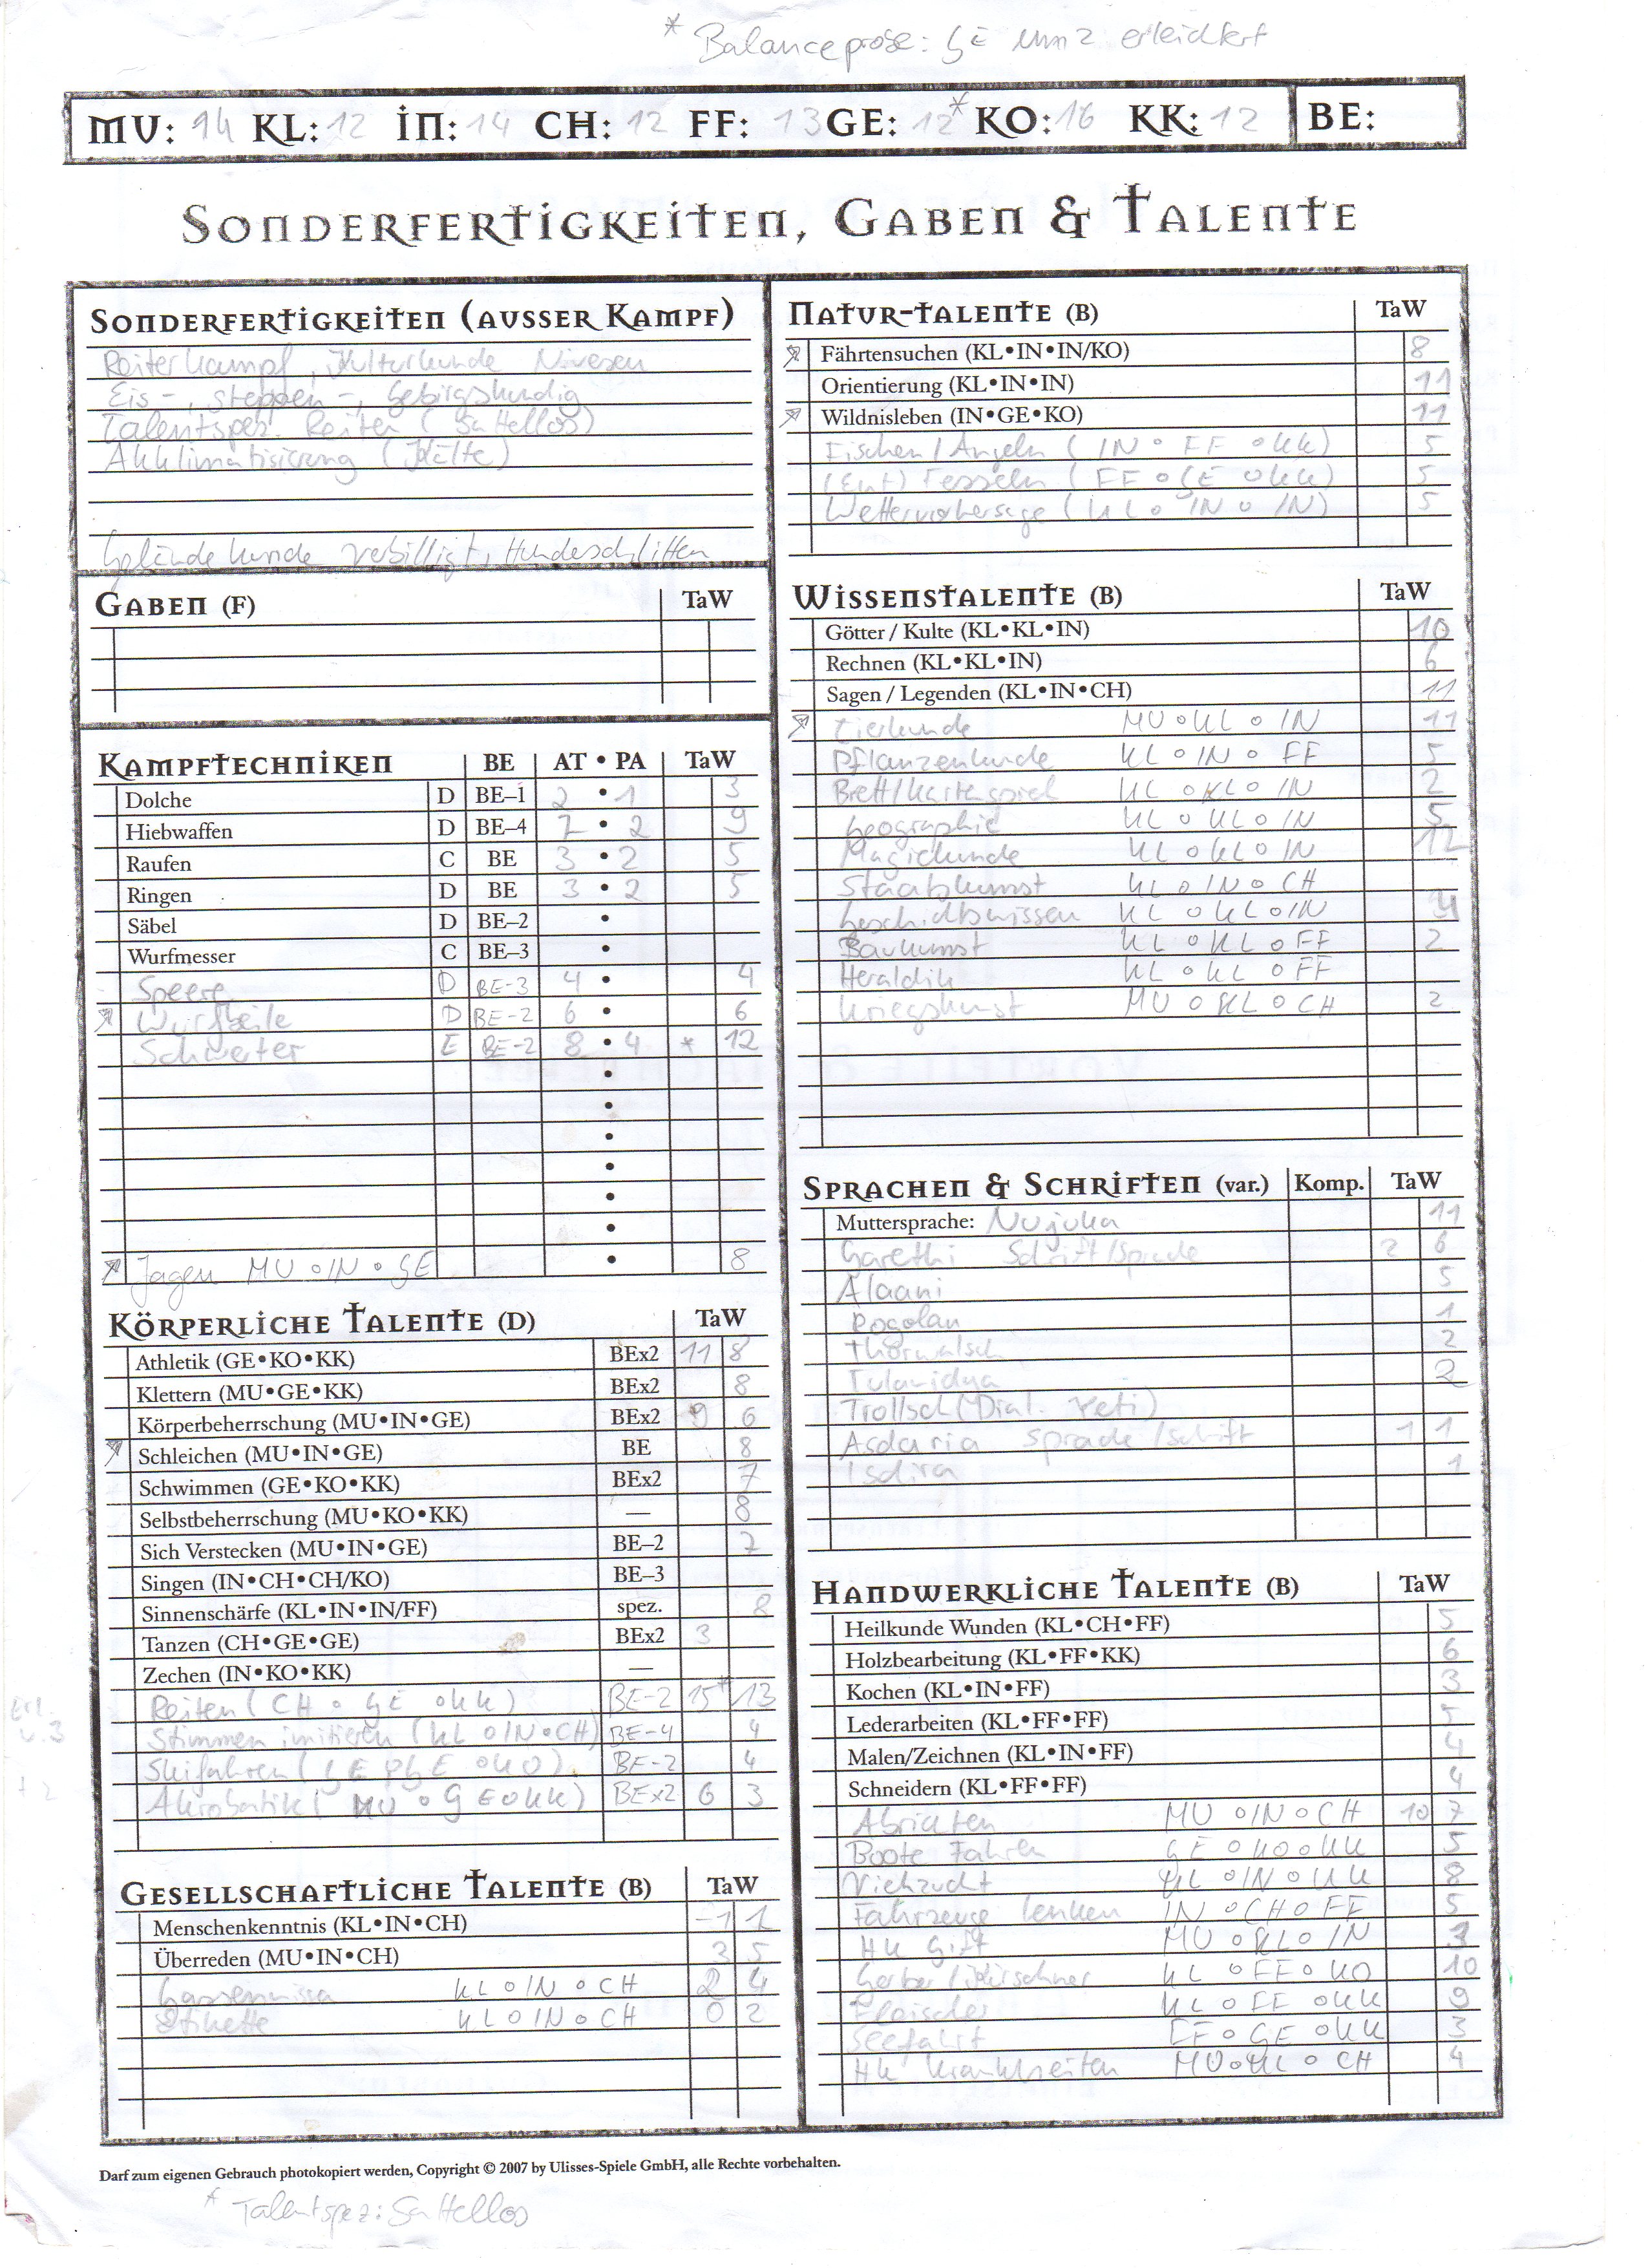 * Balanceprobe: GE um 2 erleichtert
MU: 14 KL: 12 IN: 14 CH: 12 FF: 13 GE: 12* KO: 16 KK: 12 BE:
Sonderfertigkeiten, Gaben & Talente
Sonderfertigkeiten (ausser Kampf)
Reiterkampf, Kulturkunde Nivesen
Eis-, Steppen-, Gebirgskundig
Talentspez. Reiten (Sattellos)
Akklimatisierung (Kälte)
Geländekunde verbilligt, Hundeschlitten
Gaben (F) TaW
Kampftechniken BE AT • PA TaW
Dolche D BE–1 2 • 1 3
Hiebwaffen D BE–4 7 • 2 9
Raufen C BE 3 • 2 5
Ringen D BE 3 • 2 5
Säbel D BE–2 •
Wurfmesser C BE–3 •
Speere D BE-3 4 • 4
Wurfbeile D BE-2 6 • 6
Schwerter E BE-2 8 • 4 * 12
Jagen MU o IN o GE • 8
Körperliche Talente (D) TaW
Athletik (GE•KO•KK) BEx2 11 8
Klettern (MU•GE•KK) BEx2 8
Körperbeherrschung (MU•IN•GE) BEx2 9 6
Schleichen (MU•IN•GE) BE 8
Schwimmen (GE•KO•KK) BEx2 7
Selbstbeherrschung (MU•KO•KK) — 8
Sich Verstecken (MU•IN•GE) BE–2 7
Singen (IN•CH•CH/KO) BE–3
Sinnenschärfe (KL•IN•IN/FF) spez. 8
Tanzen (CH•GE•GE) BEx2 3
Zechen (IN•KO•KK) —
Reiten (CH o GE o KK) BE-2 15* 13
Stimmen imitieren (KL o IN o CH) BE-4 4
Skifahren (GE o GE o KO) BE-2 4
Akrobatik (MU o GE o KK) BEx2 6 3
Gesellschaftliche Talente (B) TaW
Menschenkenntnis (KL•IN•CH) -1 1
Überreden (MU•IN•CH) 3 5
Gassenwissen KL o IN o CH 2 4
Etikette KL o IN o CH 0 2
Natur-Talente (B) TaW
Fährtensuchen (KL•IN•IN/KO) 8
Orientierung (KL•IN•IN) 11
Wildnisleben (IN•GE•KO) 11
Fischen/Angeln (IN o FF o KK) 5
(Ent)Fesseln (FF o GE o KK) 5
Wettervorhersage (KL o IN o IN) 5
Wissenstalente (B) TaW
Götter / Kulte (KL•KL•IN) 10
Rechnen (KL•KL•IN) 6
Sagen / Legenden (KL•IN•CH) 11
Tierkunde MU o KL o IN 11
Pflanzenkunde KL o IN o FF 5
Brett/Kartenspiel KL o KL o IN 2
Geographie KL o KL o IN 5
Magiekunde KL o KL o IN 12
Staatskunst KL o IN o CH
Geschichtswissen KL o KL o IN 4
Baukunst KL o KL o FF 2
Heraldik KL o KL o FF
Kriegskunst MU o KL o CH 2
Sprachen & Schriften (var.) Komp. TaW
Muttersprache: Nujuka 11
Garethi Schrift/Sprache 2 6
Alaani 5
Rogolan 1
Thorwalsch 2
Tulamidya 2
Trollsch (Dial. Yeti)
Asdharia Sprache/Schrift 1 1
Isdira 1
Handwerkliche Talente (B) TaW
Heilkunde Wunden (KL•CH•FF) 5
Holzbearbeitung (KL•FF•KK) 6
Kochen (KL•IN•FF) 3
Lederarbeiten (KL•FF•FF) 5
Malen/Zeichnen (KL•IN•FF) 4
Schneidern (KL•FF•FF) 4
Abrichten MU o IN o CH 10 7
Boote Fahren GE o KO o KK 5
Viehzucht KL o IN o KK 8
Fahrzeuge lenken IN o CH o FF 5
HK Gift MU o KL o IN 3
Gerber/Kürschner KL o FF o KO 10
Fleischer KL o FF o KK 9
Seefahrt FF o GE o KK 3
HK Krankheiten MU o KL o CH 4
Darf zum eigenen Gebrauch photokopiert werden, Copyright © 2007 by Ulisses-Spiele GmbH, alle Rechte vorbehalten.
* Talentspez: Sattellos